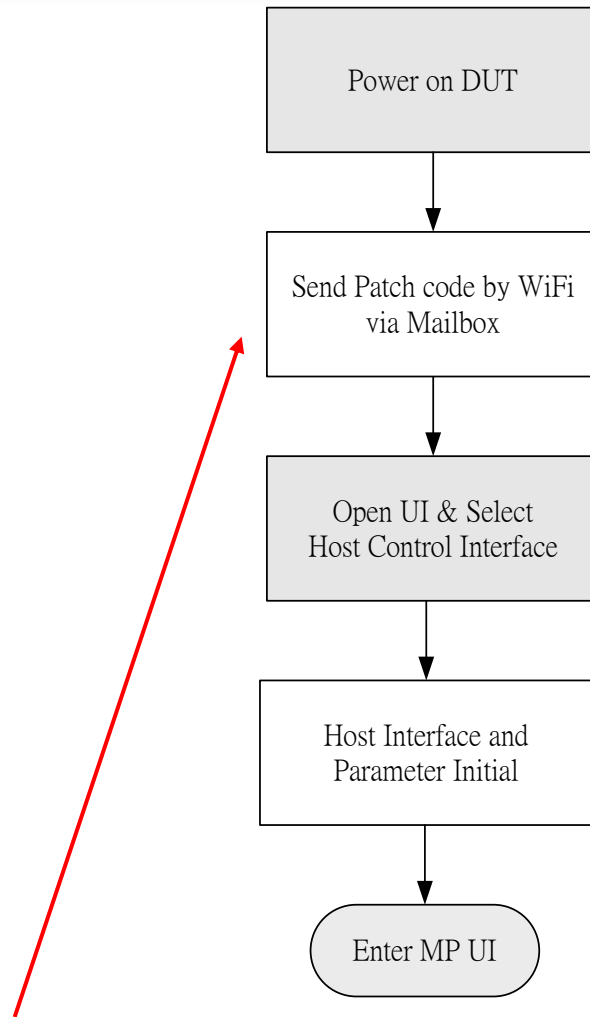 Power on DUT
Send Patch code by WiFi
via Mailbox
Open UI & Select
Host Control Interface
Host Interface and
Parameter Initial
Enter MP UI